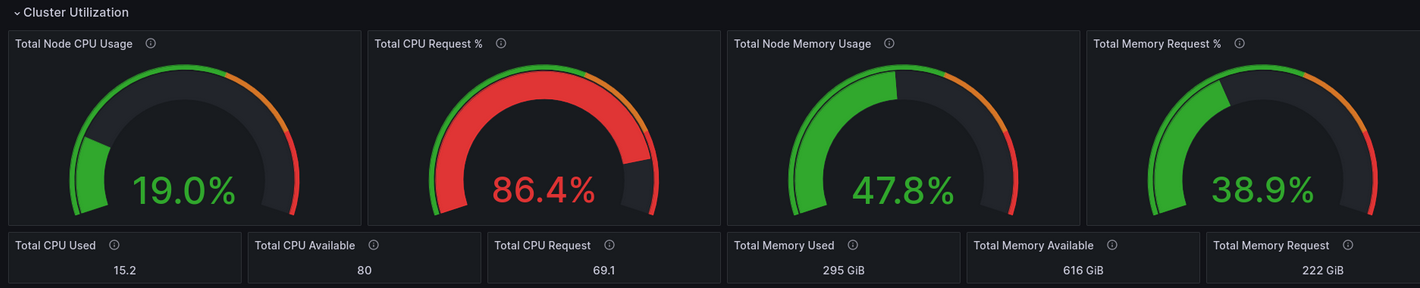 Cluster Utilization
Total Node CPU Usage
19.0%
Total CPU Request %
86.4%
Total Node Memory Usage
47.8%
Total Memory Request %
38.9%
Total CPU Used
15.2
Total CPU Available
80
Total CPU Request
69.1
Total Memory Used
295 GiB
Total Memory Available
616 GiB
Total Memory Request
222 GiB